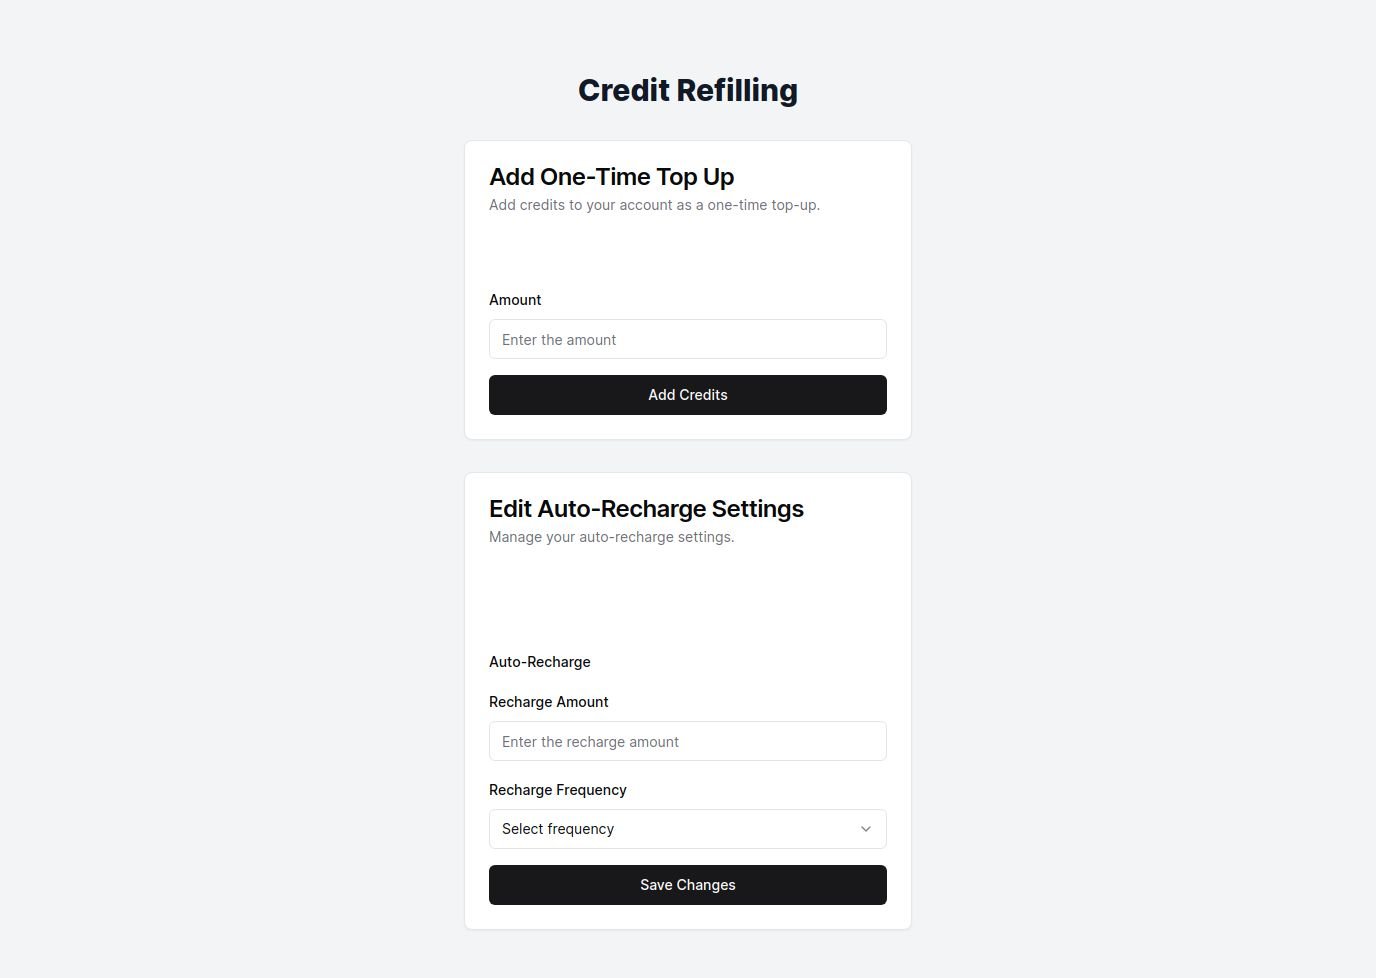 Credit Refilling
Add One-Time Top Up
Add credits to your account as a one-time top-up.
Amount
Enter the amount
Add Credits
Edit Auto-Recharge Settings
Manage your auto-recharge settings.
Auto-Recharge
Recharge Amount
Enter the recharge amount
Recharge Frequency
Select frequency
Save Changes